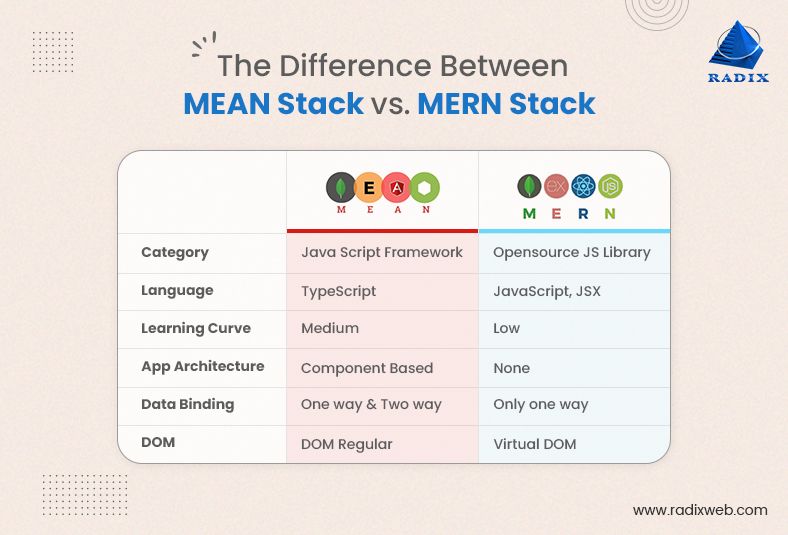 The Difference Between
MEAN Stack vs. MERN Stack
RADIX
E A
M E A N
EX JS
M E R N
Category Java Script Framework Opensource JS Library
Language TypeScript JavaScript, JSX
Learning Curve Medium Low
App Architecture Component Based None
Data Binding One way & Two way Only one way
DOM DOM Regular Virtual DOM
www.radixweb.com